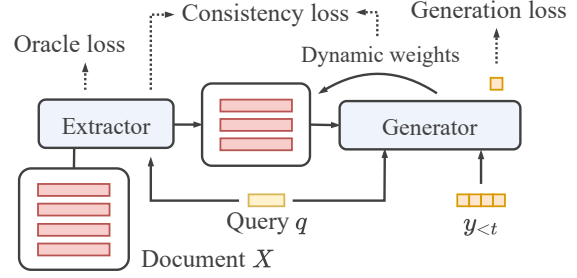 Consistency loss
Generation loss
Oracle loss
Dynamic weights
Extractor
Generator
Query q
y<t
Document X